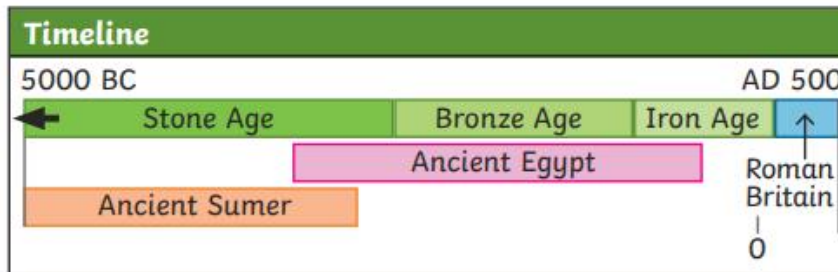 Timeline
5000 BC AD 500
Stone Age Bronze Age Iron Age
Ancient Egypt
Roman
Britain
Ancient Sumer
0